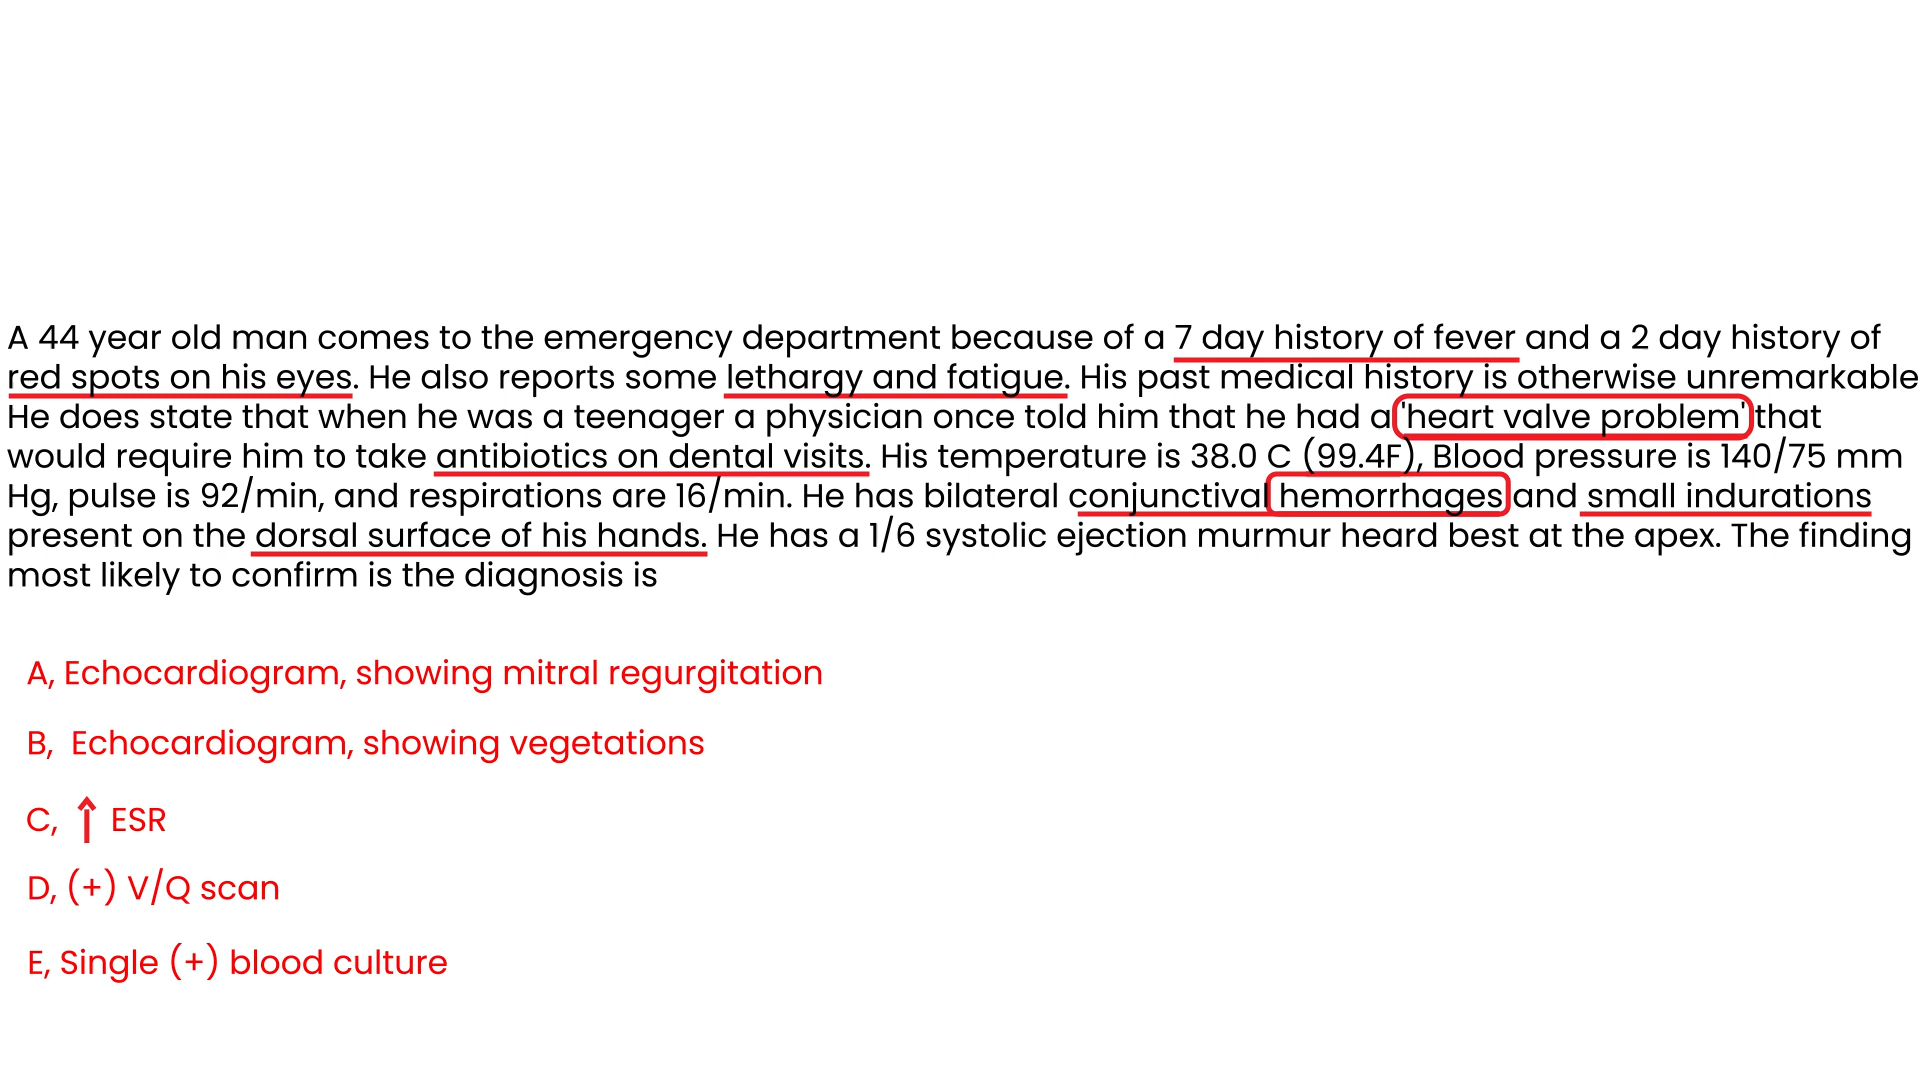 A 44 year old man comes to the emergency department because of a 7 day history of fever and a 2 day history of
red spots on his eyes. He also reports some lethargy and fatigue. His past medical history is otherwise unremarkable
He does state that when he was a teenager a physician once told him that he had a 'heart valve problem' that
would require him to take antibiotics on dental visits. His temperature is 38.0 C (99.4F), Blood pressure is 140/75 mm
Hg, pulse is 92/min, and respirations are 16/min. He has bilateral conjunctival hemorrhages and small indurations
present on the dorsal surface of his hands. He has a 1/6 systolic ejection murmur heard best at the apex. The finding
most likely to confirm is the diagnosis is
A, Echocardiogram, showing mitral regurgitation
B, Echocardiogram, showing vegetations
C, ↑ ESR
D, (+) V/Q scan
E, Single (+) blood culture